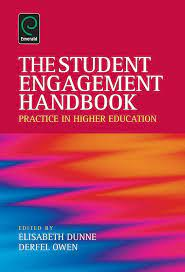 Emerald
THE STUDENT
ENGAGEMENT
HANDBOOK
PRACTICE IN HIGHER EDUCATION
EDITED BY
ELISABETH DUNNE
DERFEL OWEN